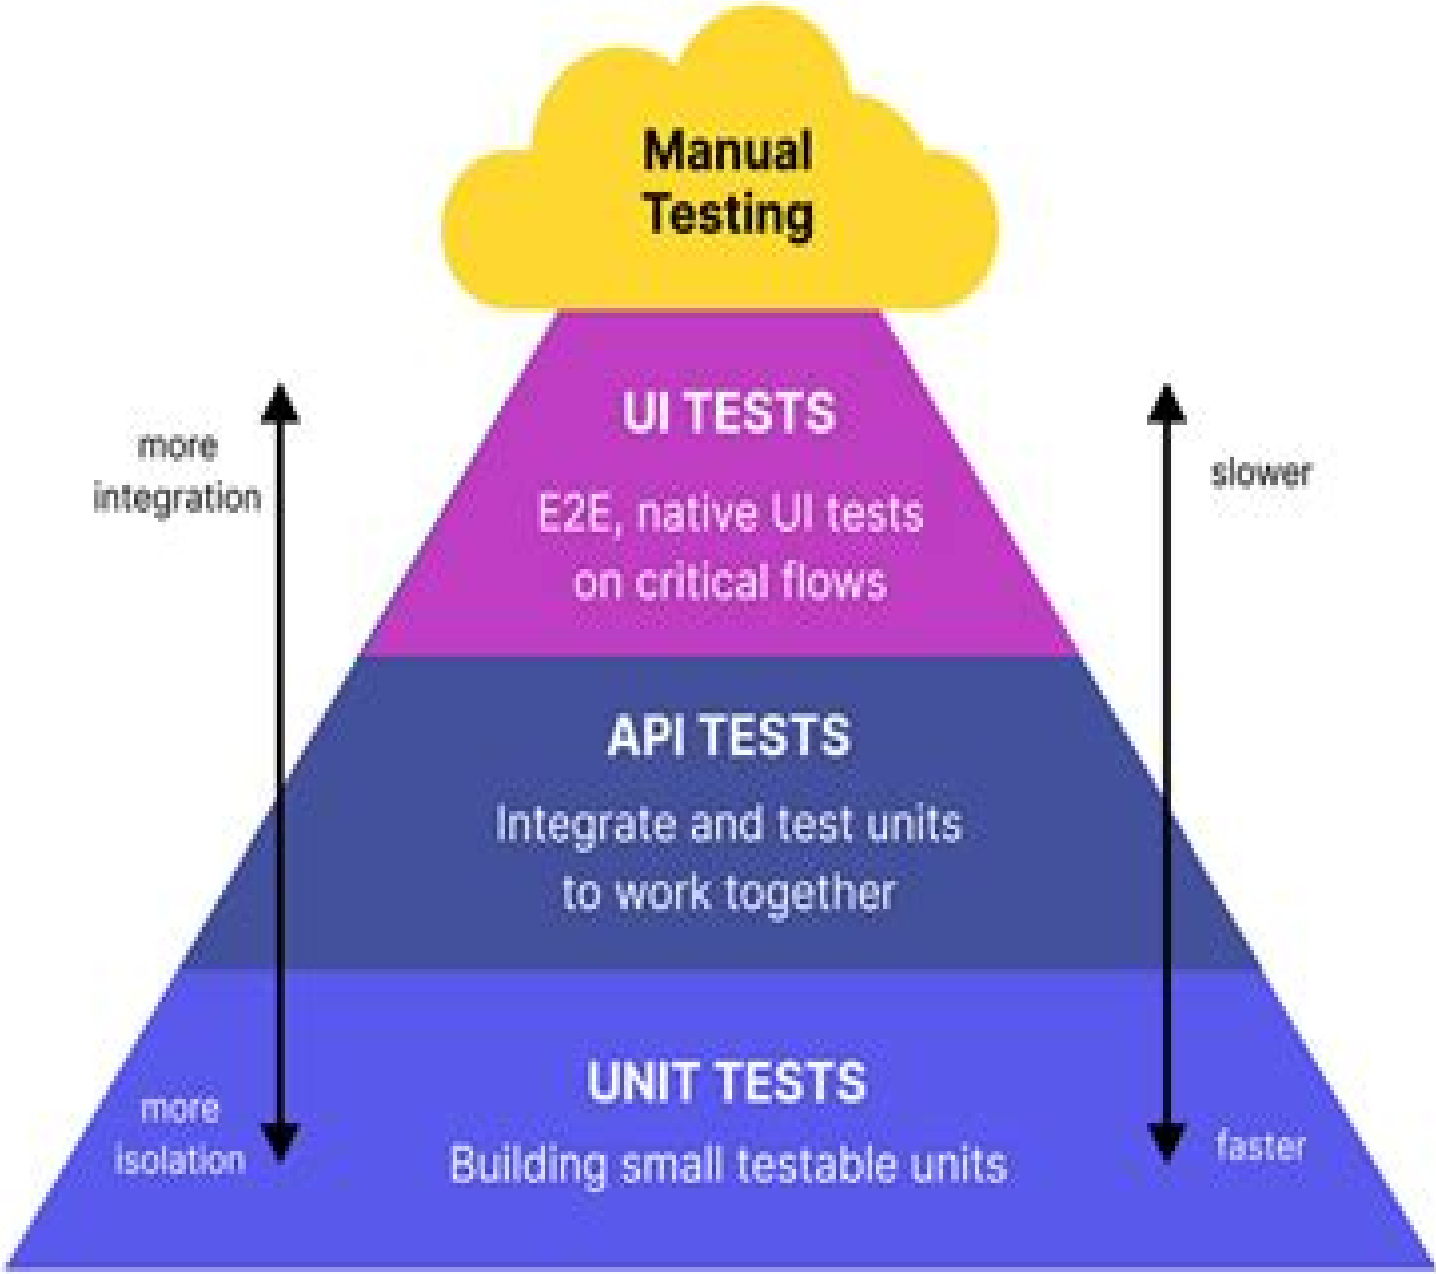 Manual
Testing
UI TESTS
more
integration
slower
E2E, native UI tests
on critical flows
API TESTS
Integrate and test units
to work together
UNIT TESTS
more
isolation
faster
Building small testable units